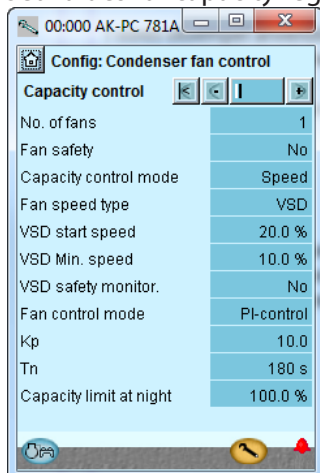 00:000 AK-PC 781A
Config: Condenser fan control
Capacity control
No. of fans 1
Fan safety No
Capacity control mode Speed
Fan speed type VSD
VSD start speed 20.0 %
VSD Min. speed 10.0 %
VSD safety monitor. No
Fan control mode PI-control
Kp 10.0
Tn 180 s
Capacity limit at night 100.0 %